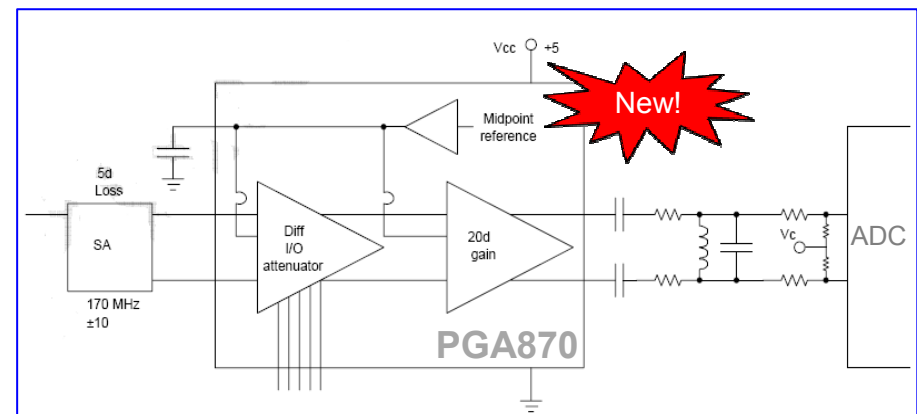 Vcc +5
New!
Midpoint
reference
5d
Loss
SA
170 MHz
±10
Diff
I/O
attenuator
20d
gain
Vc
ADC
PGA870